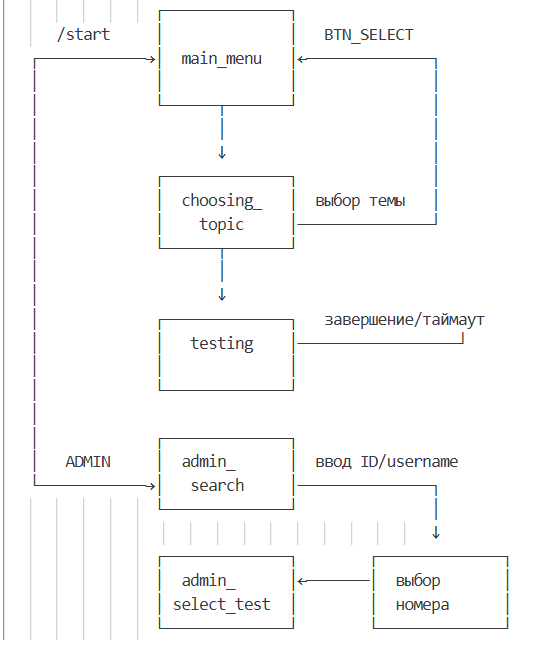 /start
BTN_SELECT
main_menu
choosing_
topic
выбор темы
завершение/таймаут
testing
ADMIN
admin_
search
ввод ID/username
admin_
select_test
выбор
номера